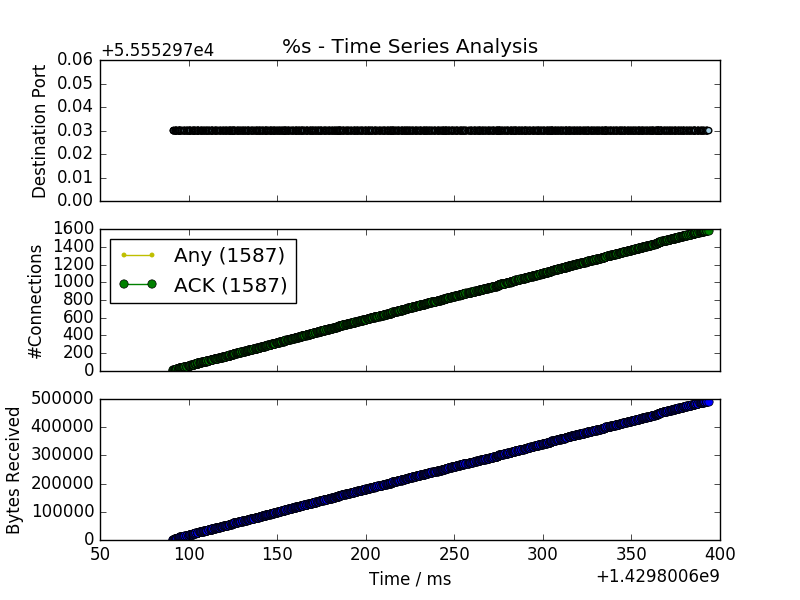 +5.555297e4
%s - Time Series Analysis
Destination Port
0.06
0.05
0.04
0.03
0.02
0.01
0.00
#Connections
1600
1400
1200
1000
800
600
400
200
0
Any (1587)
ACK (1587)
Bytes Received
500000
400000
300000
200000
100000
0
50 100 150 200 250 300 350 400
Time / ms
+1.4298006e9